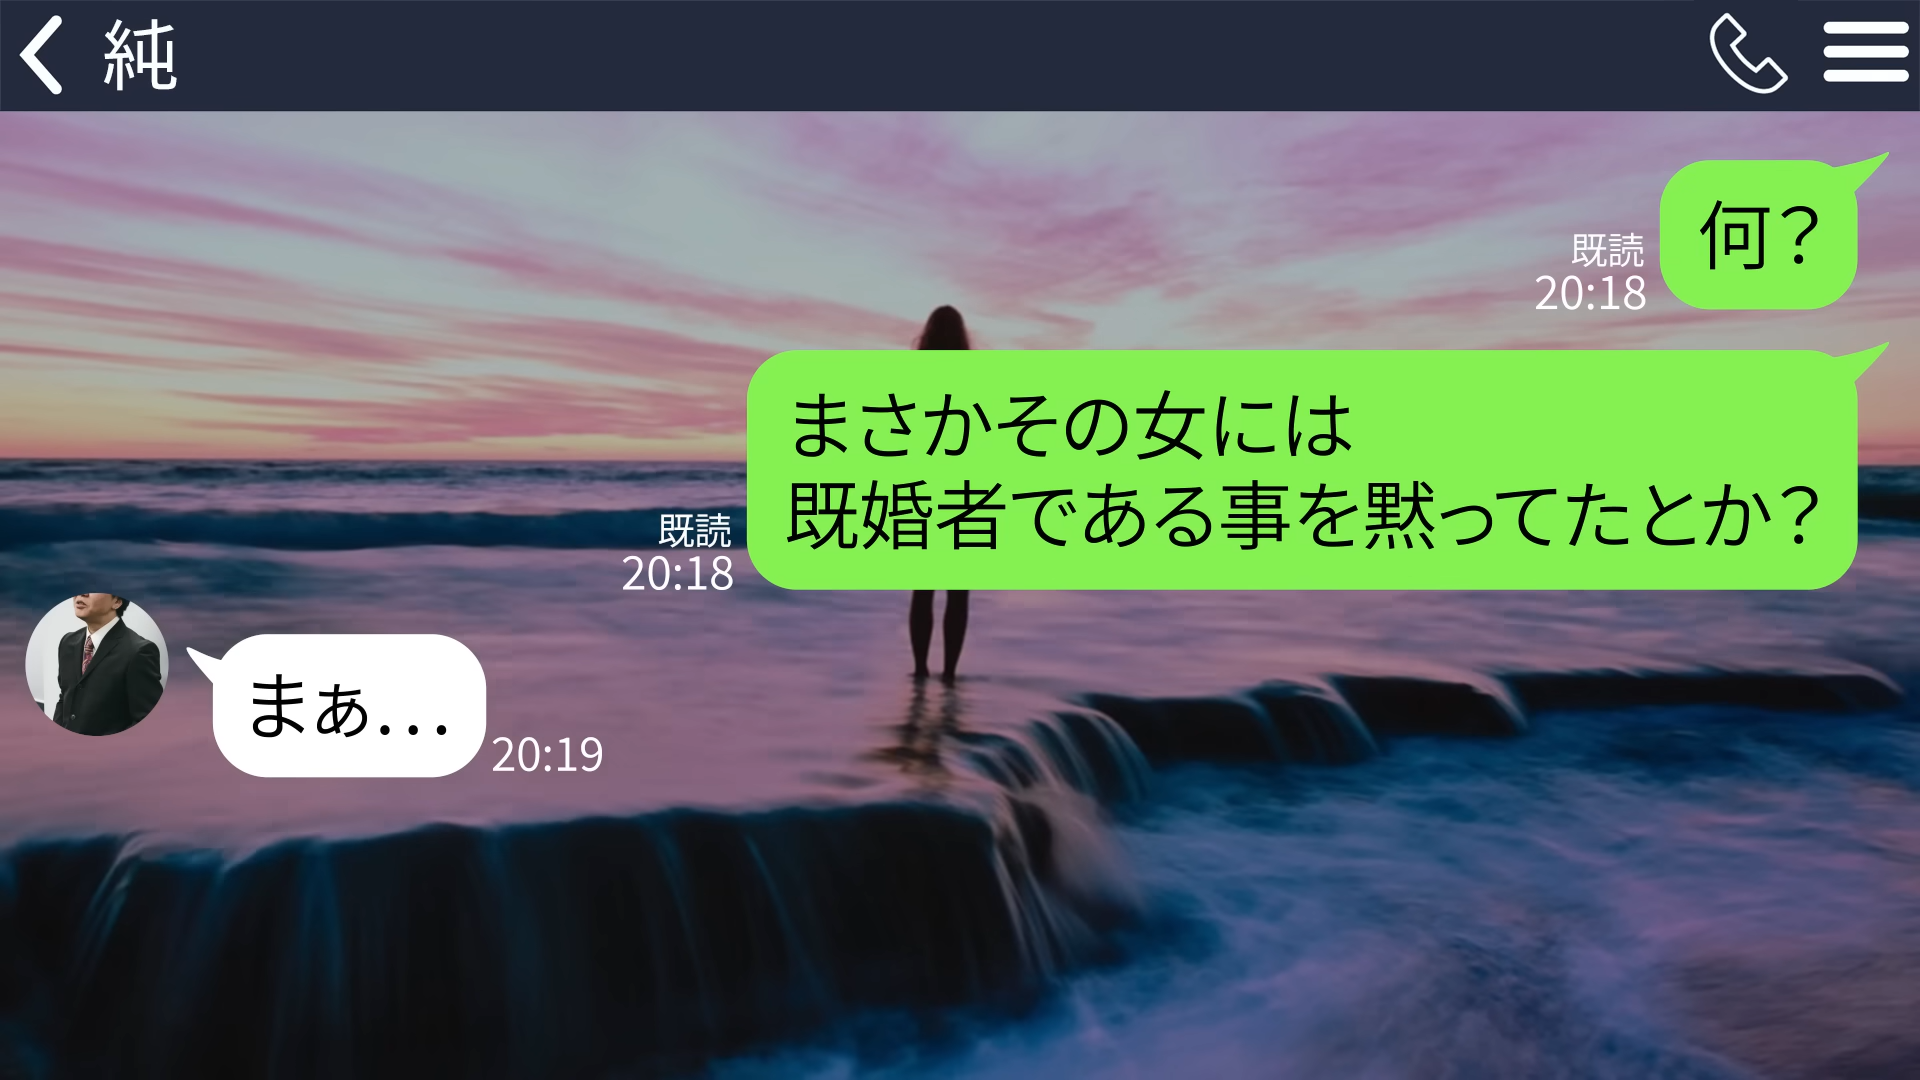 純
何？
既読
20:18
まさかその女には
既婚者である事を黙ってたとか？
既読
20:18
まぁ...
20:19